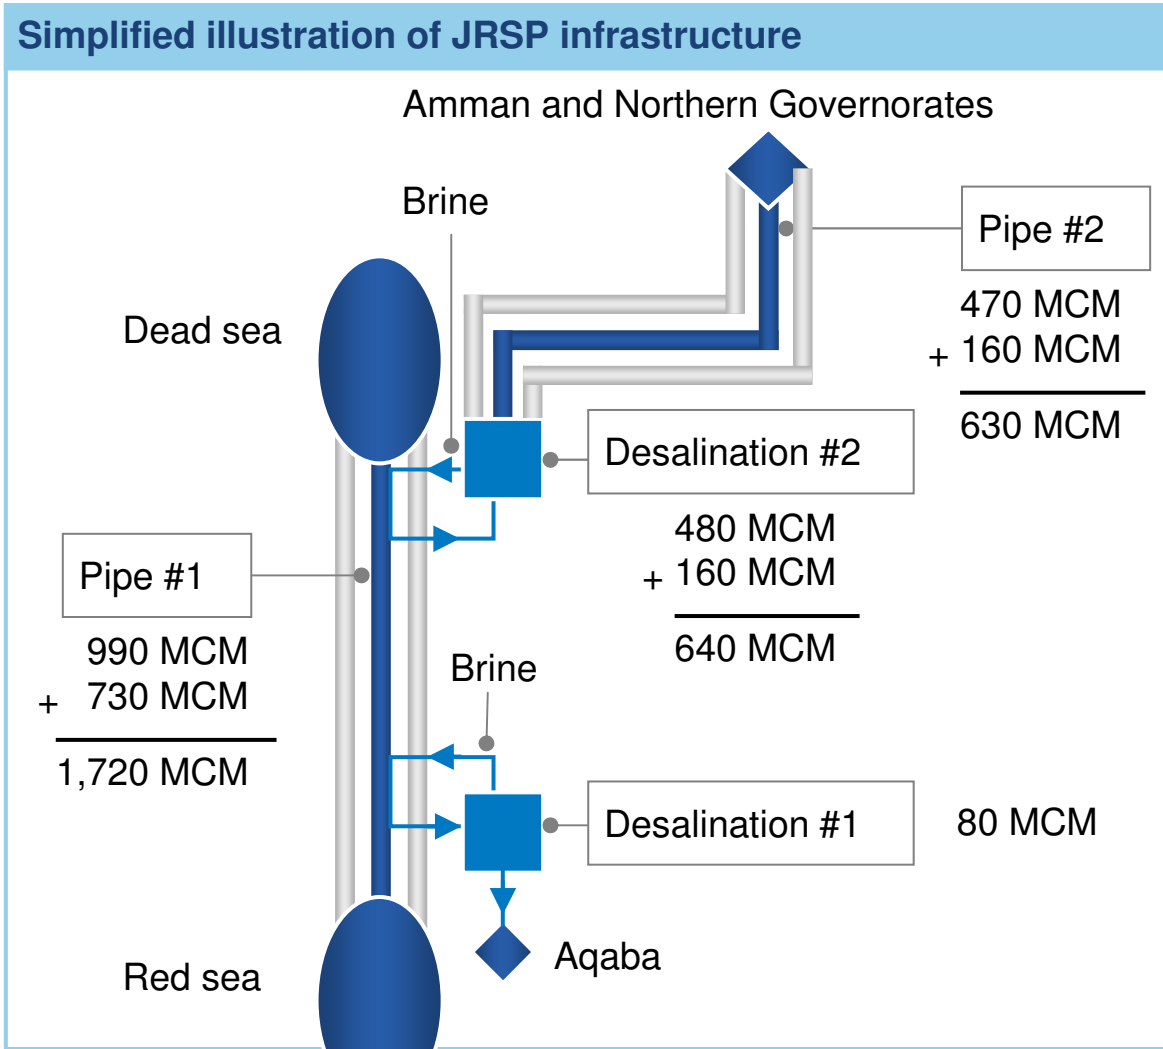 Simplified illustration of JRSP infrastructure
Amman and Northern Governorates
Brine
Pipe #2
470 MCM
+ 160 MCM
630 MCM
Dead sea
Desalination #2
480 MCM
+ 160 MCM
640 MCM
Pipe #1
990 MCM
+ 730 MCM
1,720 MCM
Brine
Desalination #1
80 MCM
Aqaba
Red sea